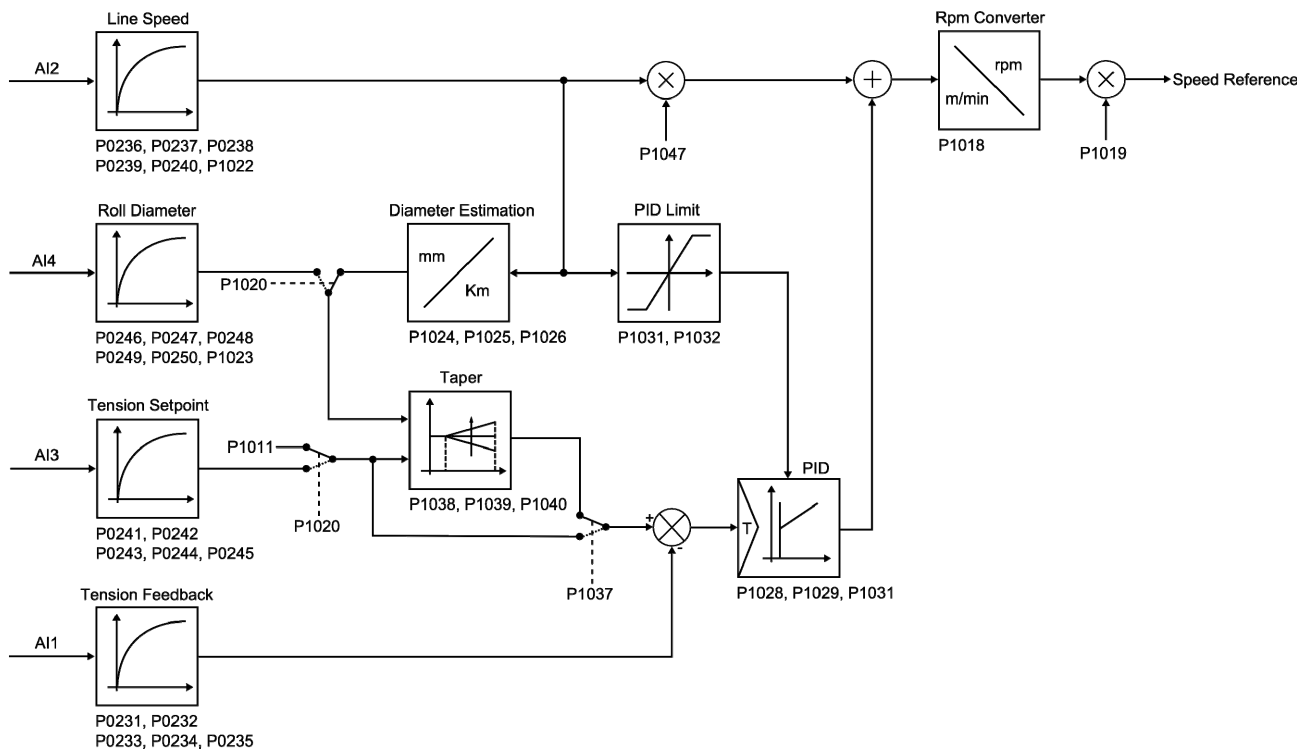 Line Speed
AI2
P0236, P0237, P0238
P0239, P0240, P1022
P1047
Rpm Converter
rpm
m/min
P1018
P1019
Speed Reference
Roll Diameter
AI4
P0246, P0247, P0248
P0249, P0250, P1023
P1020
Diameter Estimation
mm
Km
P1024, P1025, P1026
PID Limit
P1031, P1032
Tension Setpoint
AI3
P0241, P0242
P0243, P0244, P0245
P1011
P1020
Taper
P1038, P1039, P1040
P1037
+
-
PID
T
P1028, P1029, P1031
Tension Feedback
AI1
P0231, P0232
P0233, P0234, P0235